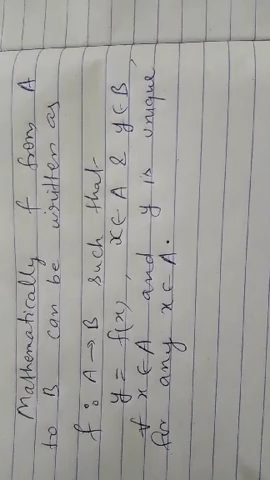 Mathematically f from A
to B can be written as
f : A → B such that
y = f(x), x ∈ A & y ∈ B
∀ x ∈ A and y is unique
for any x ∈ A.